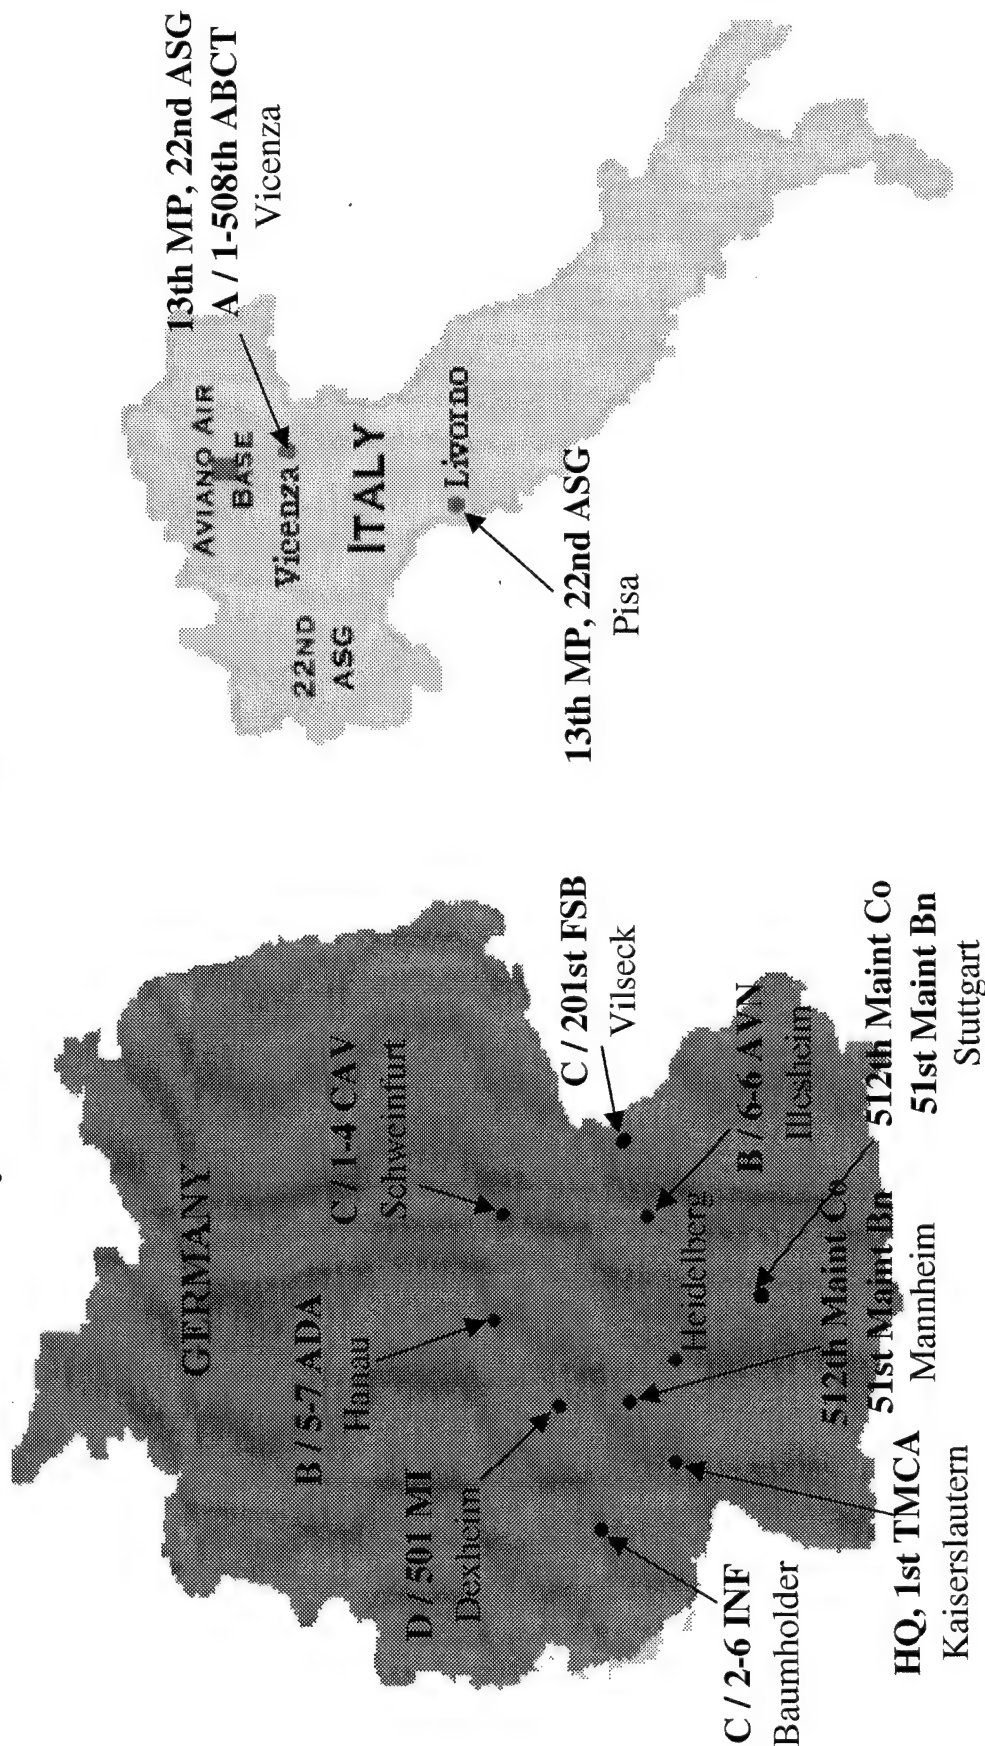 GERMANY
C / 1-4 CAV
Schweinfurt
B / 5-7 ADA
Hanau
D / 501 MI
Dexheim
C / 201st FSB
Vilseck
B / 6-6 AVN
Illesheim
Heidelberg
C / 2-6 INF
Baumholder
HQ, 1st TMCA
Kaiserslautern
512th Maint Co
51st Maint Bn
Mannheim
512th Maint Co
51st Maint Bn
Stuttgart
13th MP, 22nd ASG
A / 1-508th ABCT
Vicenza
AVIANO AIR
BASE
Vicenza
22ND
ASG
ITALY
Livorno
13th MP, 22nd ASG
Pisa